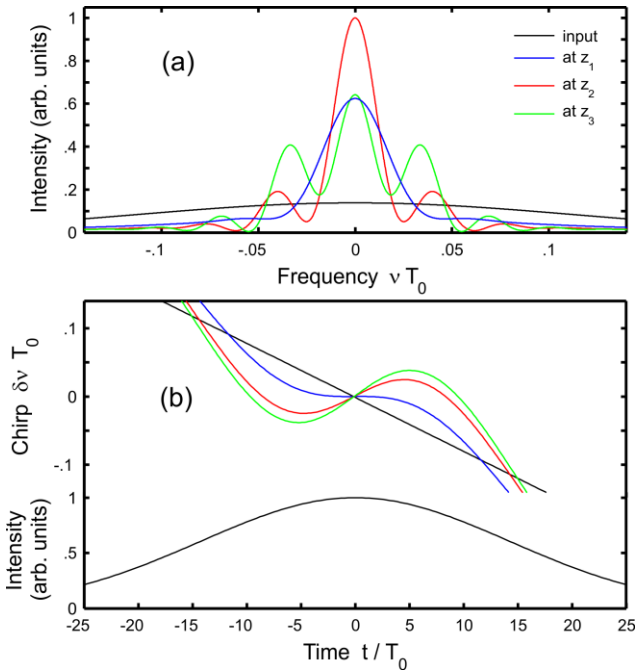 (a)
Intensity (arb. units)
1
.8
.6
.4
.2
0
input
at z1
at z2
at z3
-.1
-.05
0
.05
.1
Frequency ν T0
(b)
Chirp δν T0
.1
0
-.1
Intensity
(arb. units)
1
.5
0
-25
-20
-15
-10
-5
0
5
10
15
20
25
Time t / T0